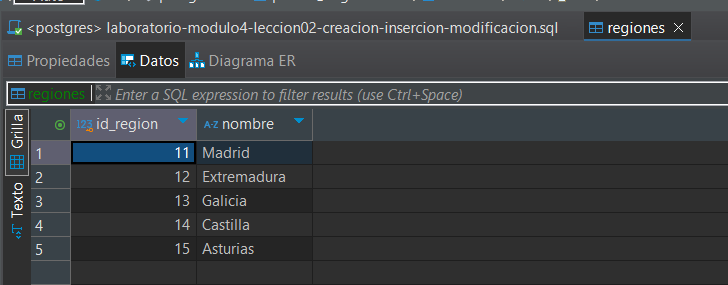 <postgres> laboratorio-modulo4-leccion02-creacion-insercion-modificacion.sql
regiones
Propiedades
Datos
Diagrama ER
regiones
Enter a SQL expression to filter results (use Ctrl+Space)
Grilla
Texto
123 id_region
A-Z nombre
1 11 Madrid
2 12 Extremadura
3 13 Galicia
4 14 Castilla
5 15 Asturias